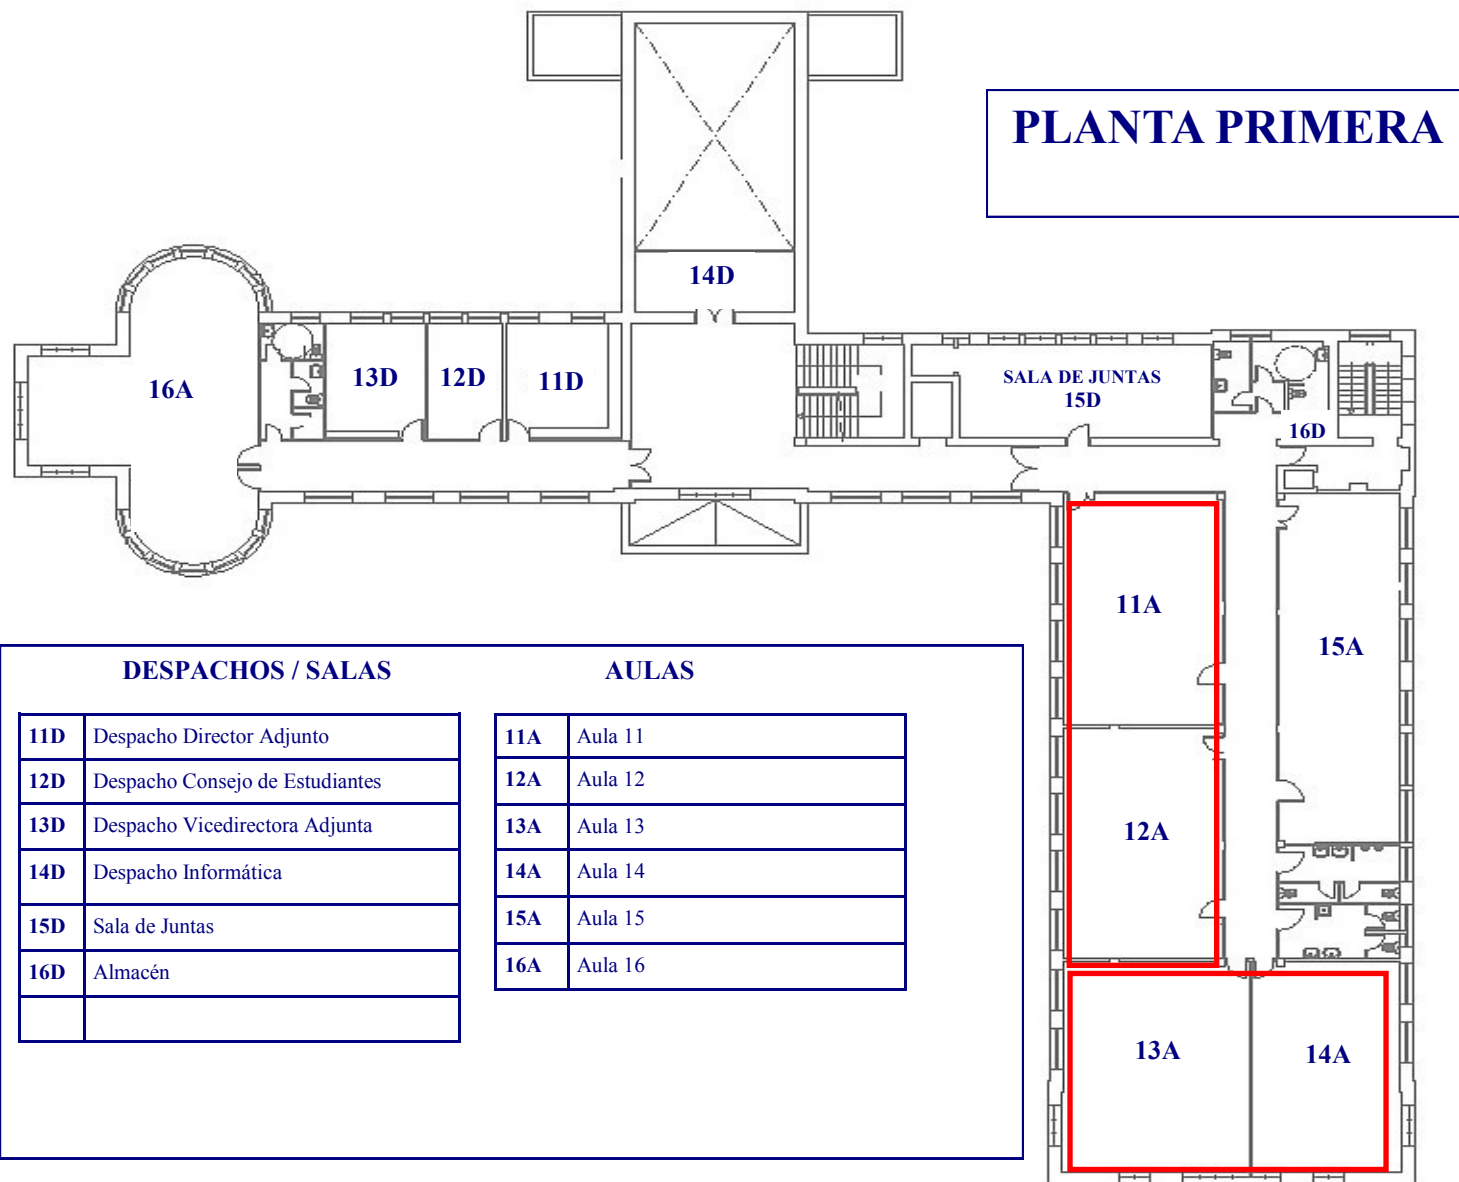 PLANTA PRIMERA
14D
16A
13D
12D
11D
SALA DE JUNTAS
15D
16D
11A
15A
12A
13A
14A
DESPACHOS / SALAS
11D Despacho Director Adjunto
12D Despacho Consejo de Estudiantes
13D Despacho Vicedirectora Adjunta
14D Despacho Informática
15D Sala de Juntas
16D Almacén
AULAS
11A Aula 11
12A Aula 12
13A Aula 13
14A Aula 14
15A Aula 15
16A Aula 16